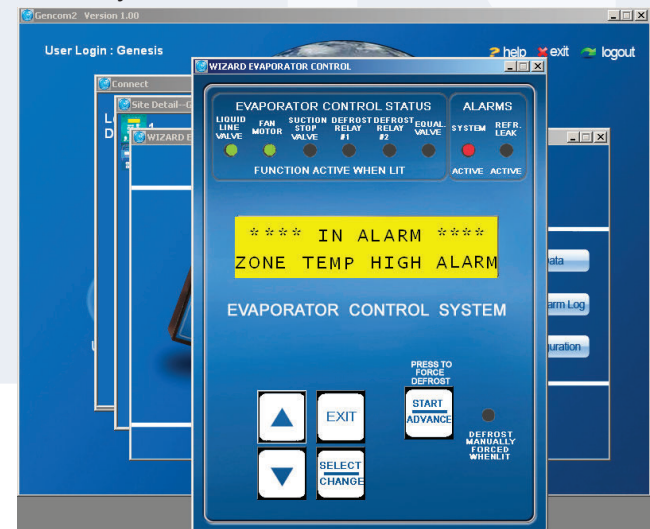 Gencom2 Version 1.00
User Login : Genesis
help exit logout
WIZARD EVAPORATOR CONTROL
Connect
Site Detail--G
WIZARD E
EVAPORATOR CONTROL STATUS
ALARMS
LIQUID LINE VALVE
FAN MOTOR
SUCTION STOP VALVE
DEFROST RELAY #1
DEFROST RELAY #2
EQUAL. VALVE
SYSTEM
REFR. LEAK
FUNCTION ACTIVE WHEN LIT
ACTIVE ACTIVE
**** IN ALARM ****
ZONE TEMP HIGH ALARM
EVAPORATOR CONTROL SYSTEM
ata
arm Log
uration
PRESS TO
FORCE
DEFROST
START
ADVANCE
EXIT
SELECT
CHANGE
DEFROST
MANUALLY
FORCED
WHENLIT